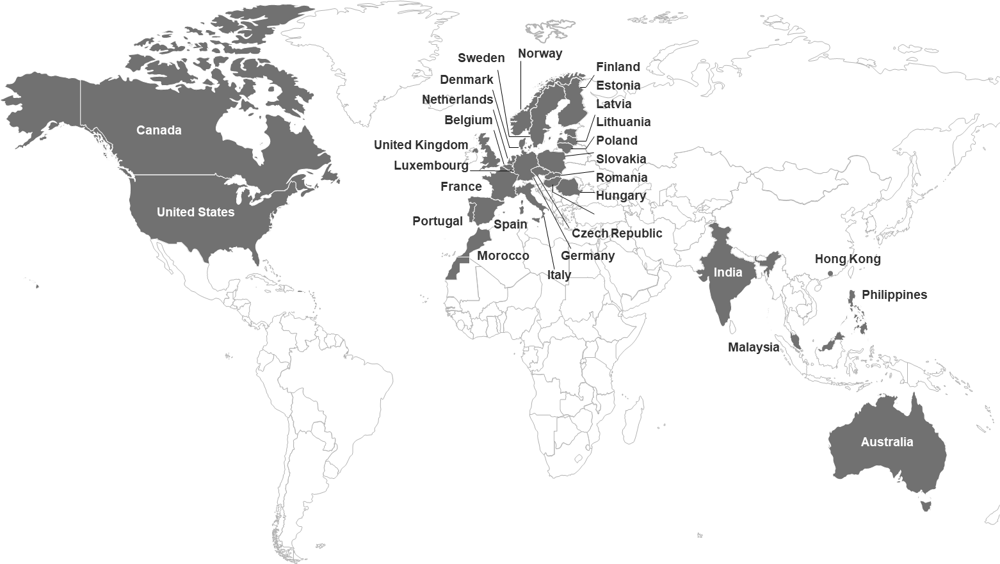 Norway
Sweden
Finland
Denmark
Estonia
Netherlands
Latvia
Belgium
Lithuania
United Kingdom
Poland
Luxembourg
Slovakia
France
Romania
Hungary
Canada
United States
Portugal
Spain
Czech Republic
Morocco
Germany
Italy
Hong Kong
India
Philippines
Malaysia
Australia